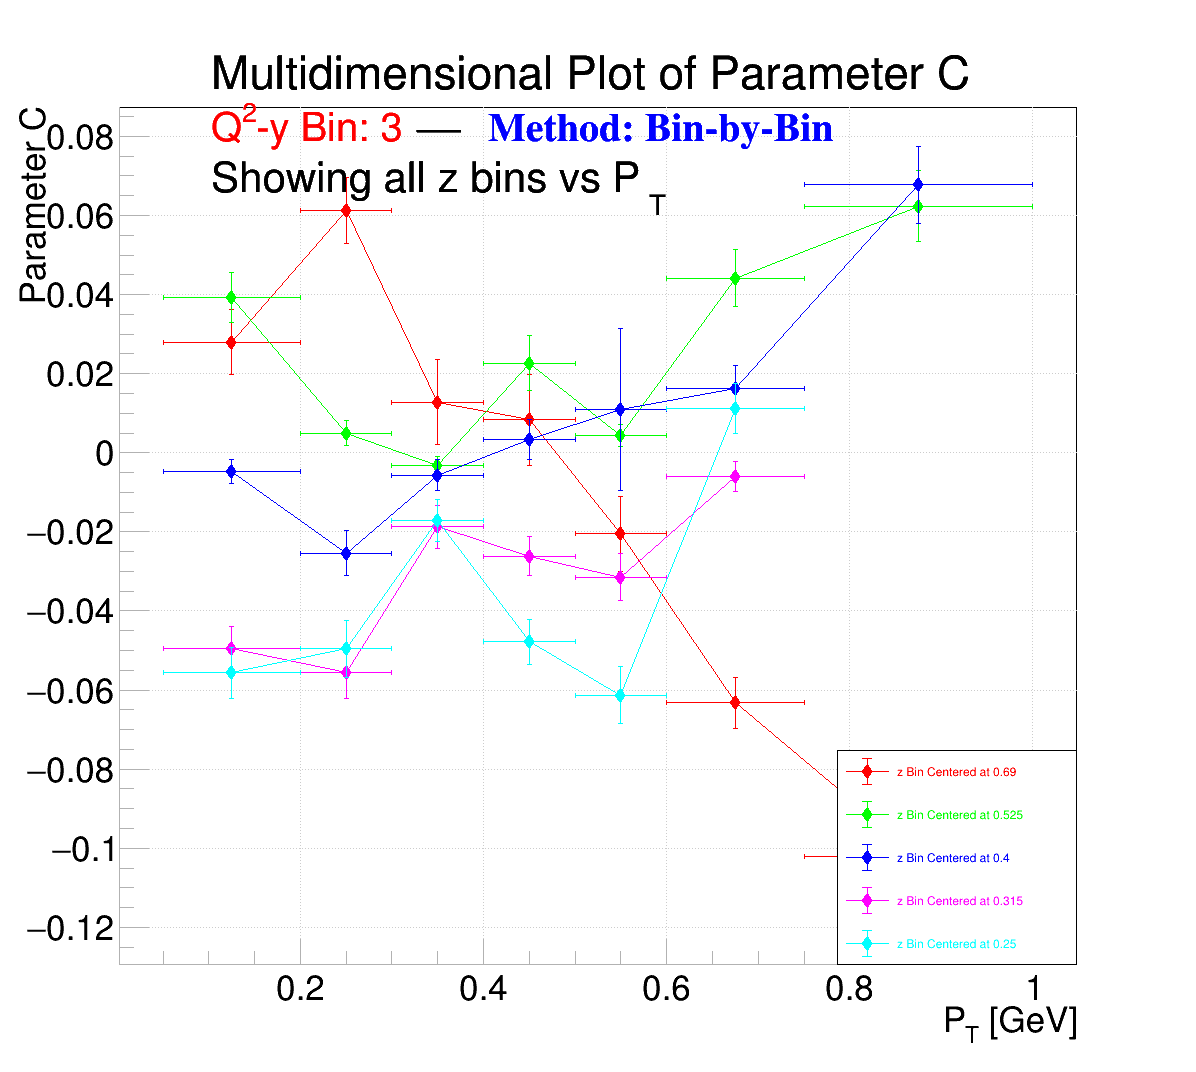 Multidimensional Plot of Parameter C
Q²-y Bin: 3 — Method: Bin-by-Bin
Showing all z bins vs P_T
Parameter C
0.08
0.06
0.04
0.02
0
−0.02
−0.04
−0.06
−0.08
−0.1
−0.12
0.2 0.4 0.6 0.8 1
P_T [GeV]
z Bin Centered at 0.69
z Bin Centered at 0.525
z Bin Centered at 0.4
z Bin Centered at 0.315
z Bin Centered at 0.25